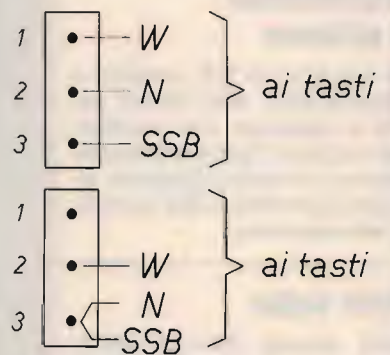 1 W
2 N ai tasti
3 SSB
1
2 W
N ai tasti
3
SSB